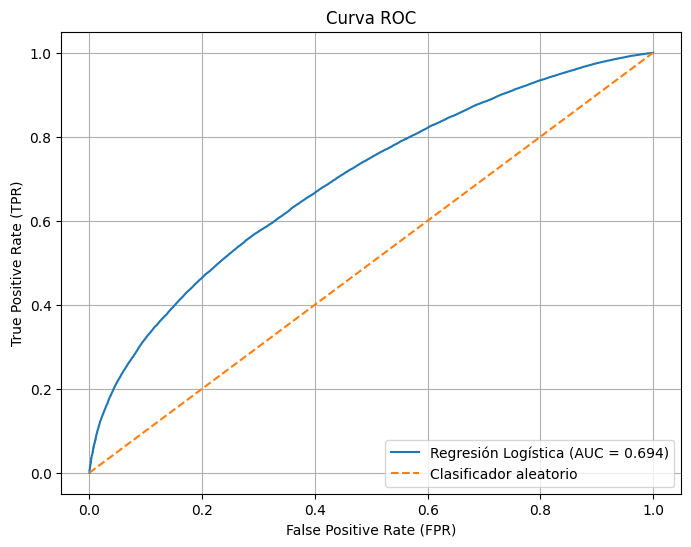 Curva ROC
1.0
0.8
0.6
0.4
0.2
0.0
True Positive Rate (TPR)
Regresión Logística (AUC = 0.694)
Clasificador aleatorio
0.0 0.2 0.4 0.6 0.8 1.0
False Positive Rate (FPR)